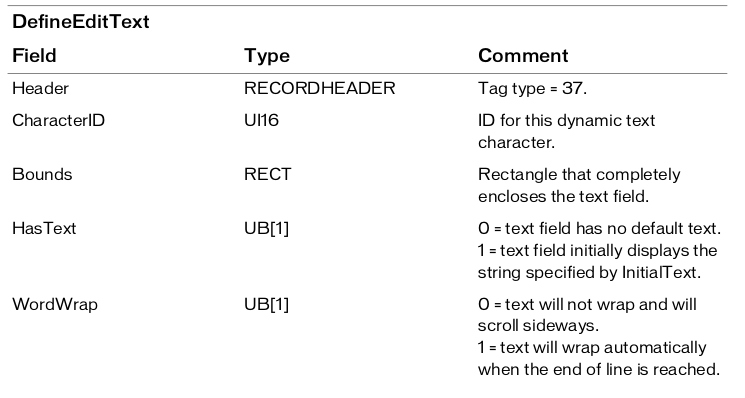 DefineEditText
Field Type Comment
Header RECORDHEADER Tag type = 37.
CharacterID UI16 ID for this dynamic text
character.
Bounds RECT Rectangle that completely
encloses the text field.
HasText UB[1] 0 = text field has no default text.
1 = text field initially displays the
string specified by InitialText.
WordWrap UB[1] 0 = text will not wrap and will
scroll sideways.
1 = text will wrap automatically
when the end of line is reached.